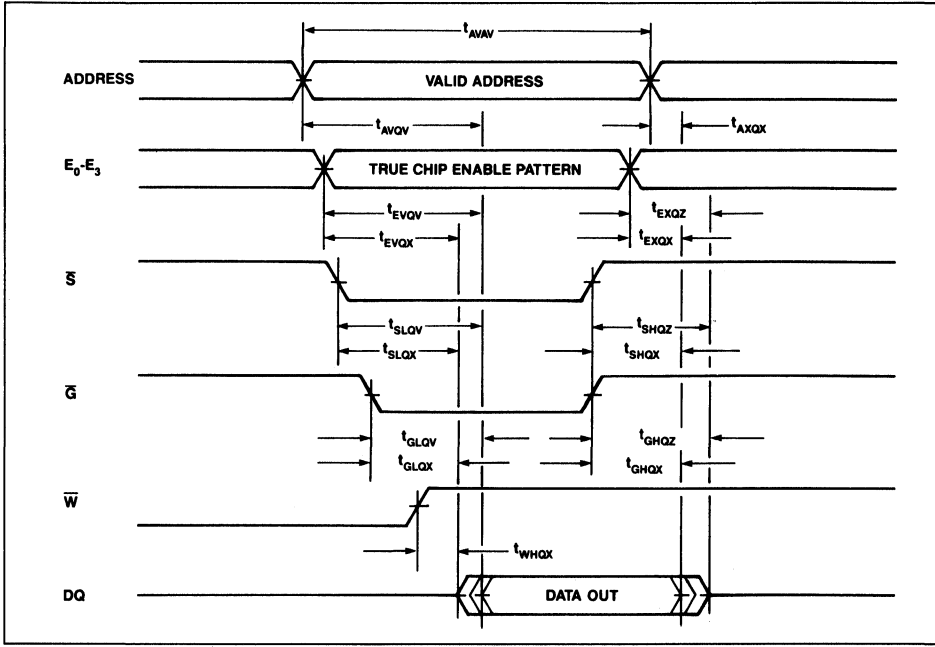 tAVAV
ADDRESS VALID ADDRESS
tAVQV tAXQX
E0-E3 TRUE CHIP ENABLE PATTERN
tEVQV tEXQZ
tEVQX tEXQX
S̅
tSLQV tSHQZ
tSLQX tSHQX
G̅
tGLQV tGHQZ
tGLQX tGHQX
W̅
tWHQX
DQ DATA OUT